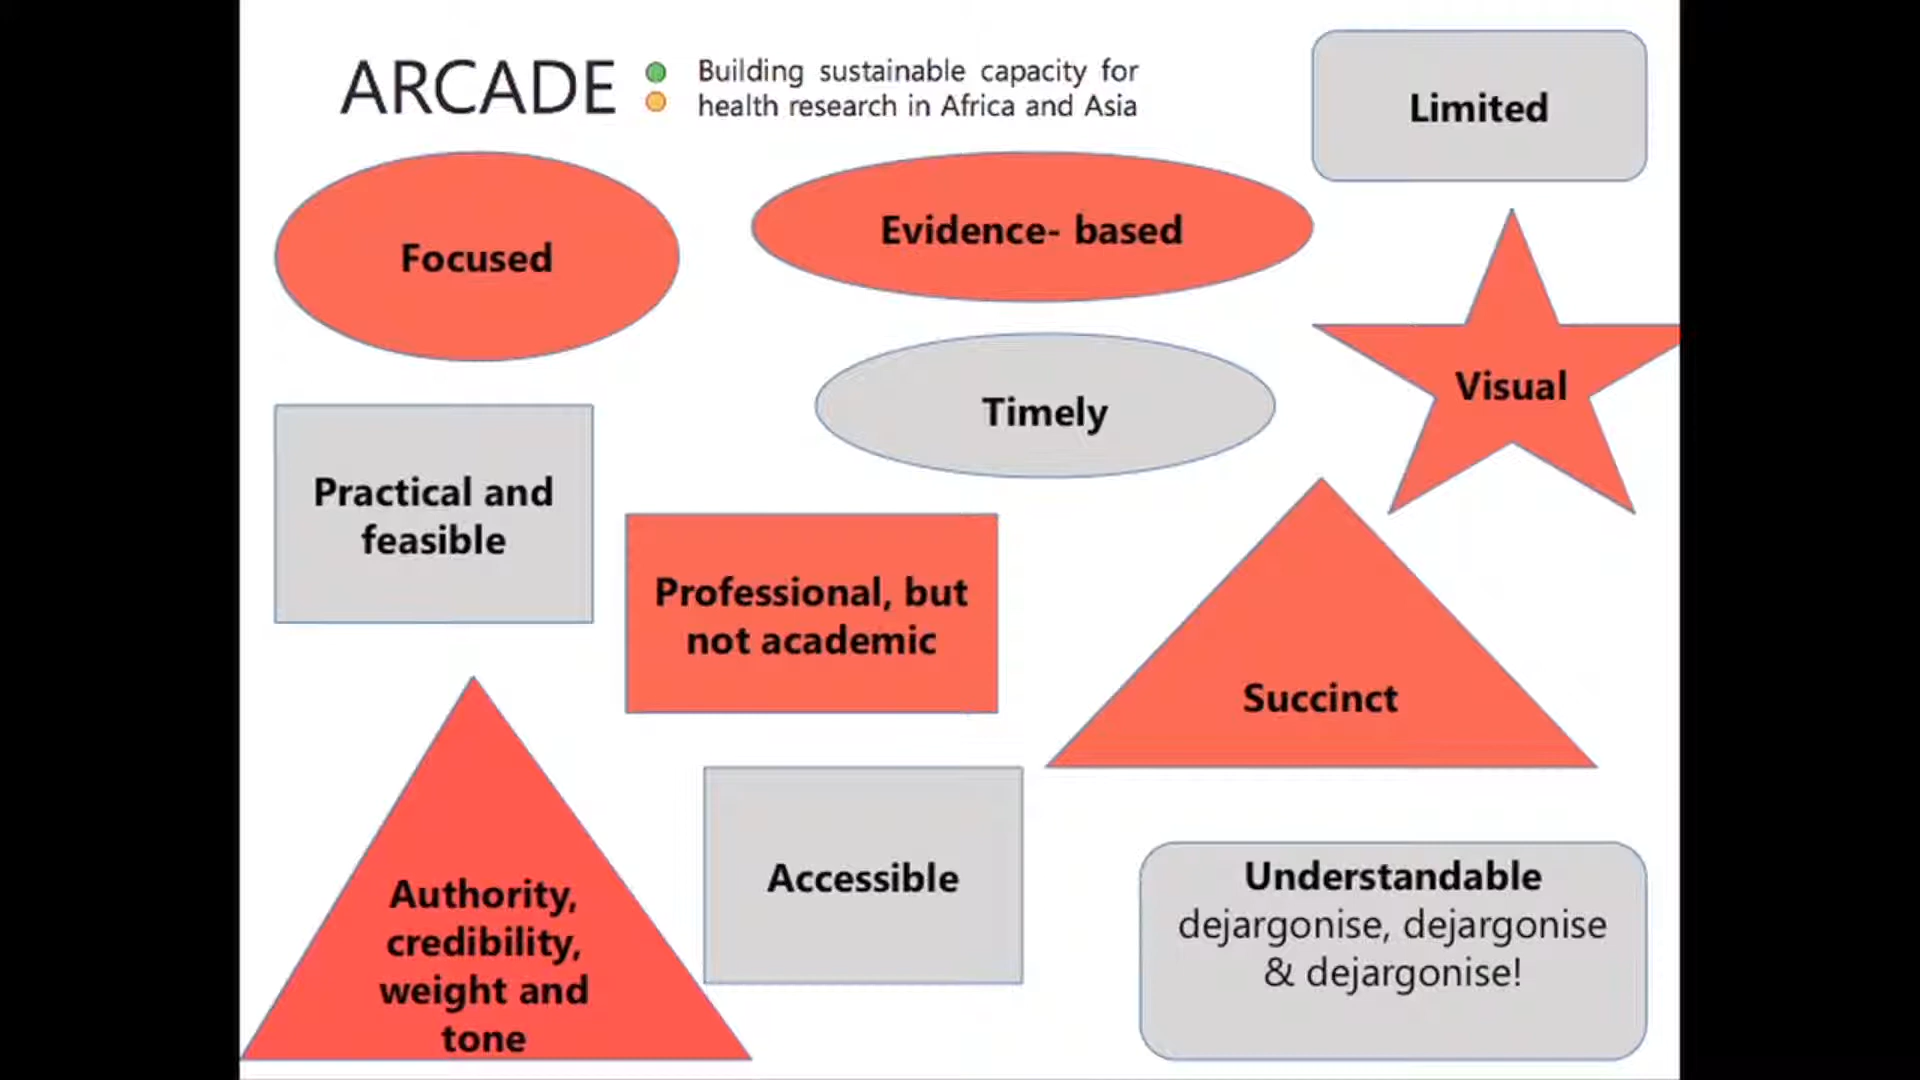 ARCADE
Building sustainable capacity for
health research in Africa and Asia
Limited
Focused
Evidence- based
Visual
Timely
Practical and
feasible
Professional, but
not academic
Succinct
Authority,
credibility,
weight and
tone
Accessible
Understandable
dejargonise, dejargonise
& dejargonise!